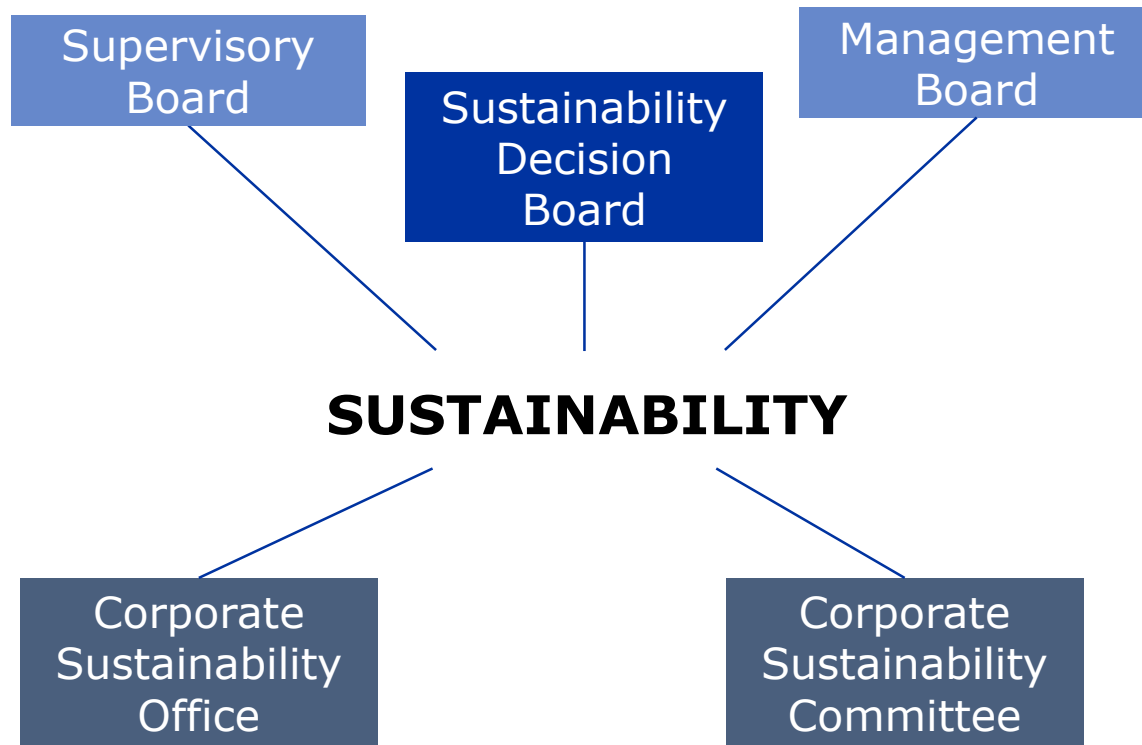 Supervisory
Board
Sustainability
Decision
Board
Management
Board
SUSTAINABILITY
Corporate
Sustainability
Office
Corporate
Sustainability
Committee